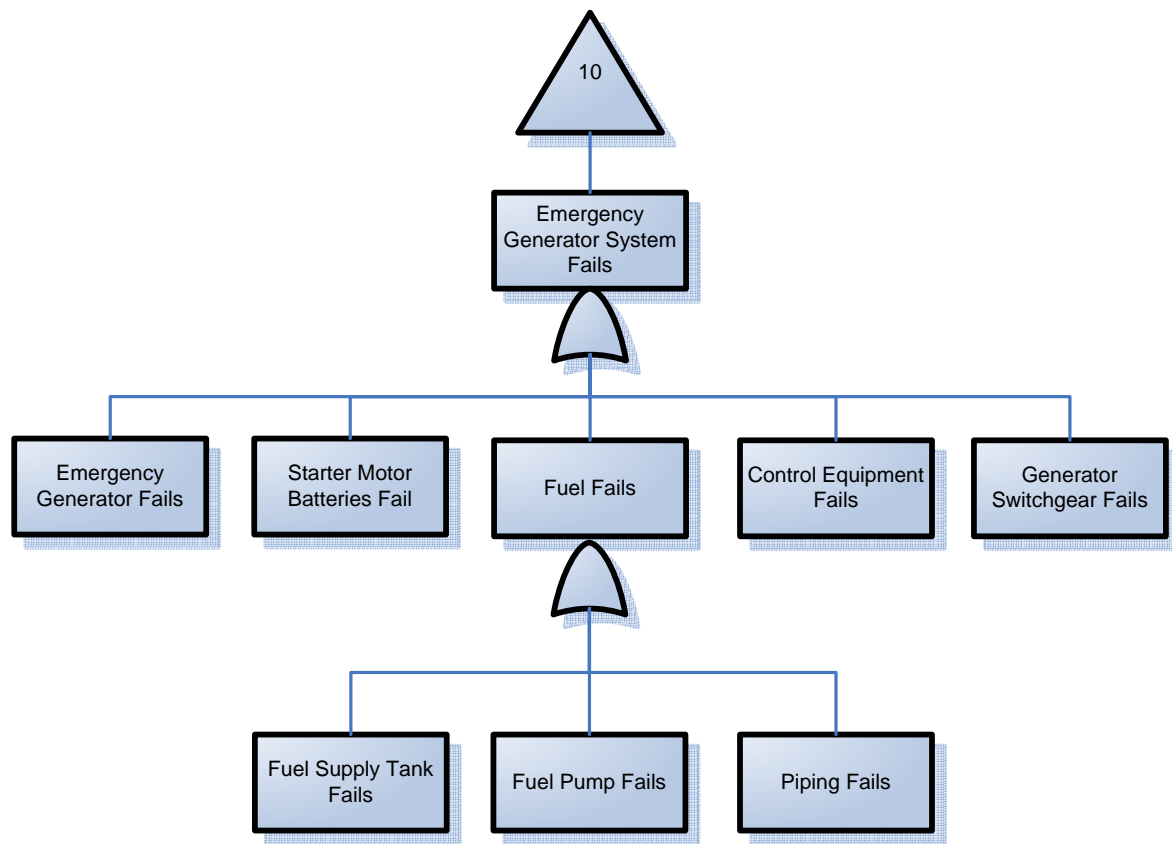 10
Emergency
Generator System
Fails
Emergency
Generator Fails
Starter Motor
Batteries Fail
Fuel Fails
Control Equipment
Fails
Generator
Switchgear Fails
Fuel Supply Tank
Fails
Fuel Pump Fails
Piping Fails